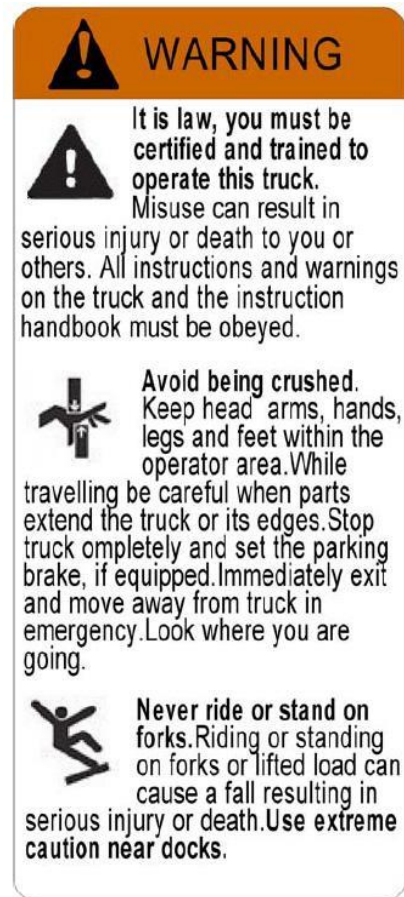 WARNING
It is law, you must be
certified and trained to
operate this truck.
Misuse can result in
serious injury or death to you or
others. All instructions and warnings
on the truck and the instruction
handbook must be obeyed.
Avoid being crushed.
Keep head arms, hands,
legs and feet within the
operator area.While
travelling be careful when parts
extend the truck or its edges.Stop
truck ompletely and set the parking
brake, if equipped.Immediately exit
and move away from truck in
emergency.Look where you are
going.
Never ride or stand on
forks.Riding or standing
on forks or lifted load can
cause a fall resulting in
serious injury or death.Use extreme
caution near docks.